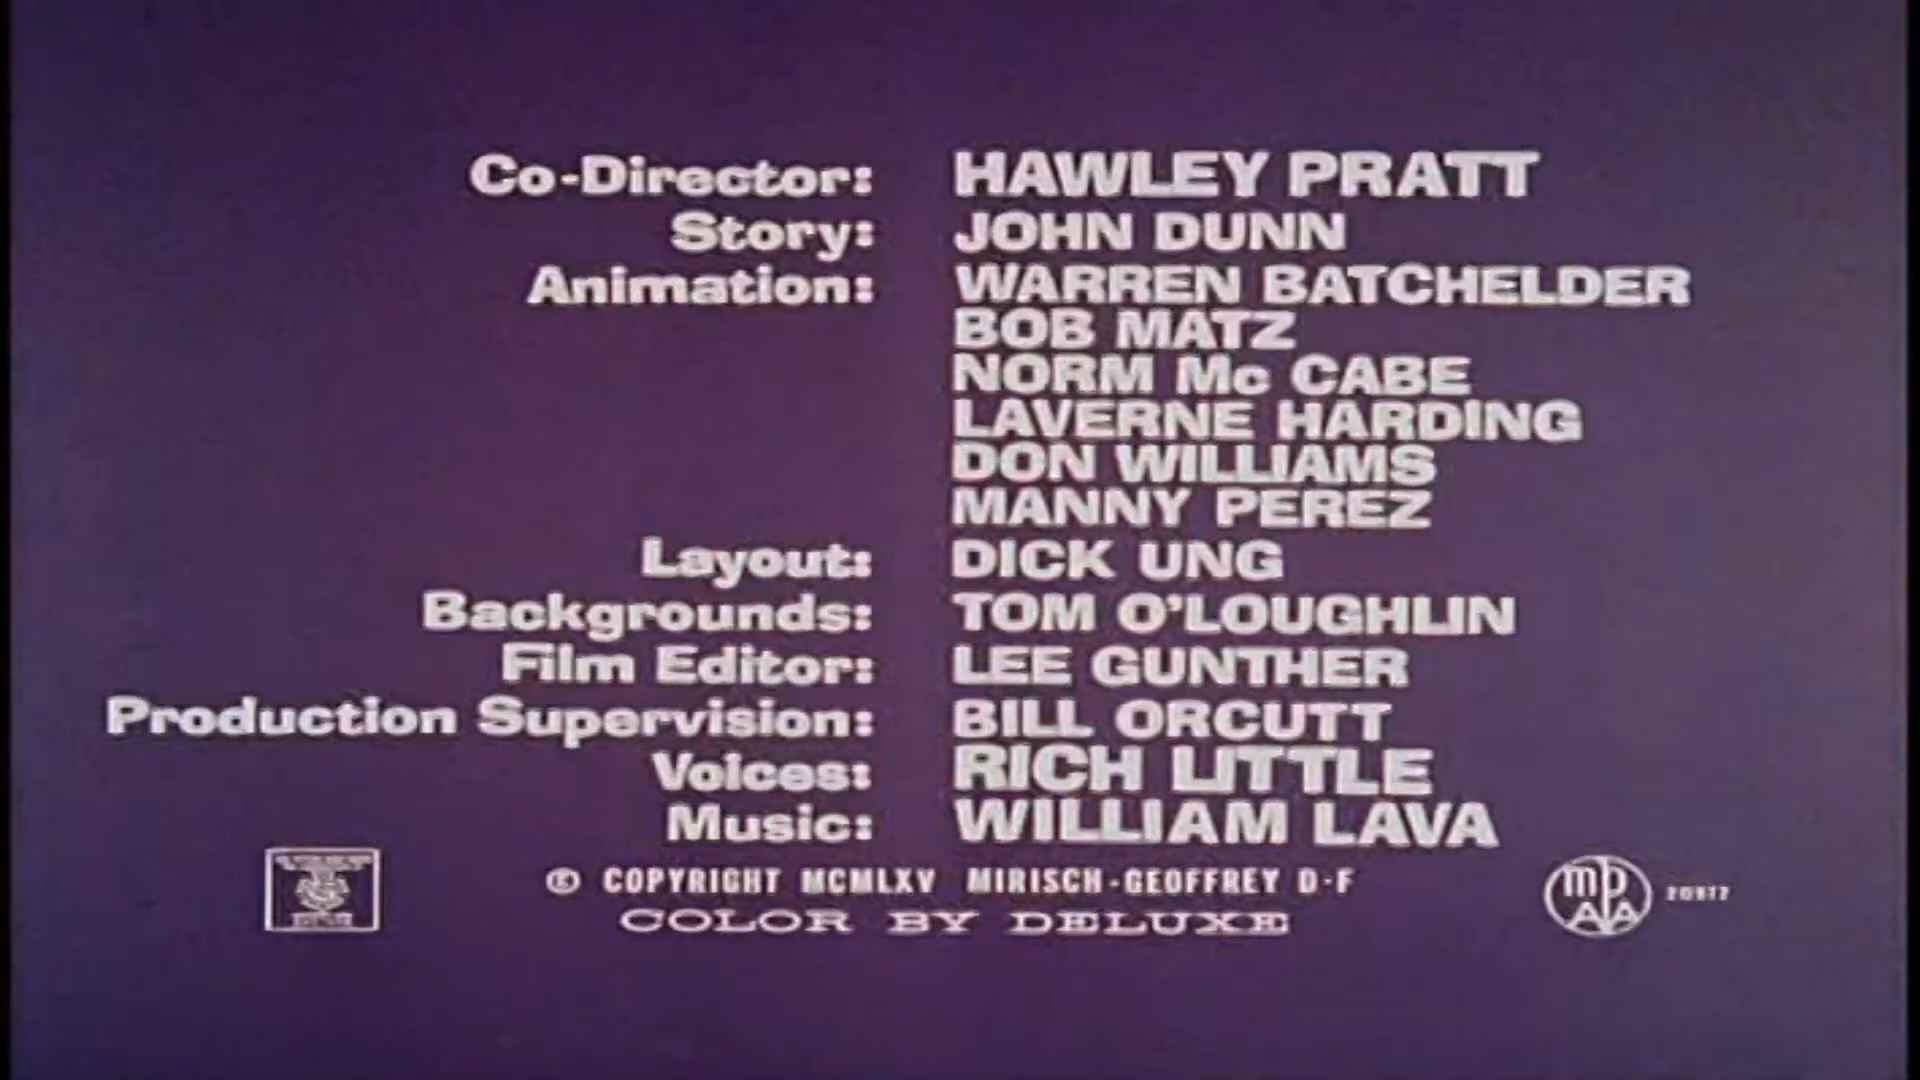 Co-Director: HAWLEY PRATT
Story: JOHN DUNN
Animation: WARREN BATCHELDER
BOB MATZ
NORM Mc CABE
LAVERNE HARDING
DON WILLIAMS
MANNY PEREZ
Layout: DICK UNG
Backgrounds: TOM O'LOUGHLIN
Film Editor: LEE GUNTHER
Production Supervision: BILL ORCUTT
Voices: RICH LITTLE
Music: WILLIAM LAVA
© COPYRIGHT MCMLXV MIRISCH-GEOFFREY D-F
COLOR BY DELUXE
MPAA